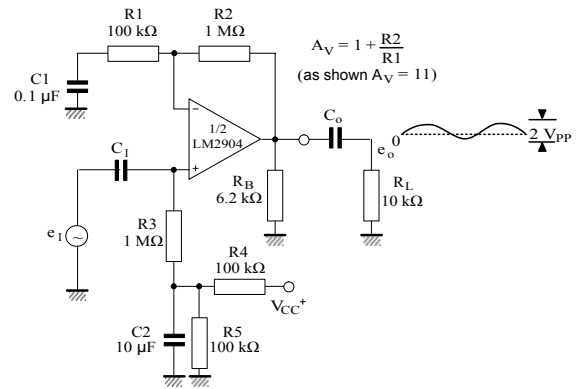 R1
100 kΩ
R2
1 MΩ
A_V = 1 + R2/R1
(as shown A_V = 11)
C1
0.1 µF
1/2
LM2904
C_I
C_o
0
2 V_PP
e_o
R_B
6.2 kΩ
R_L
10 kΩ
R3
1 MΩ
e_I
~
R4
100 kΩ
V_CC+
C2
10 µF
R5
100 kΩ